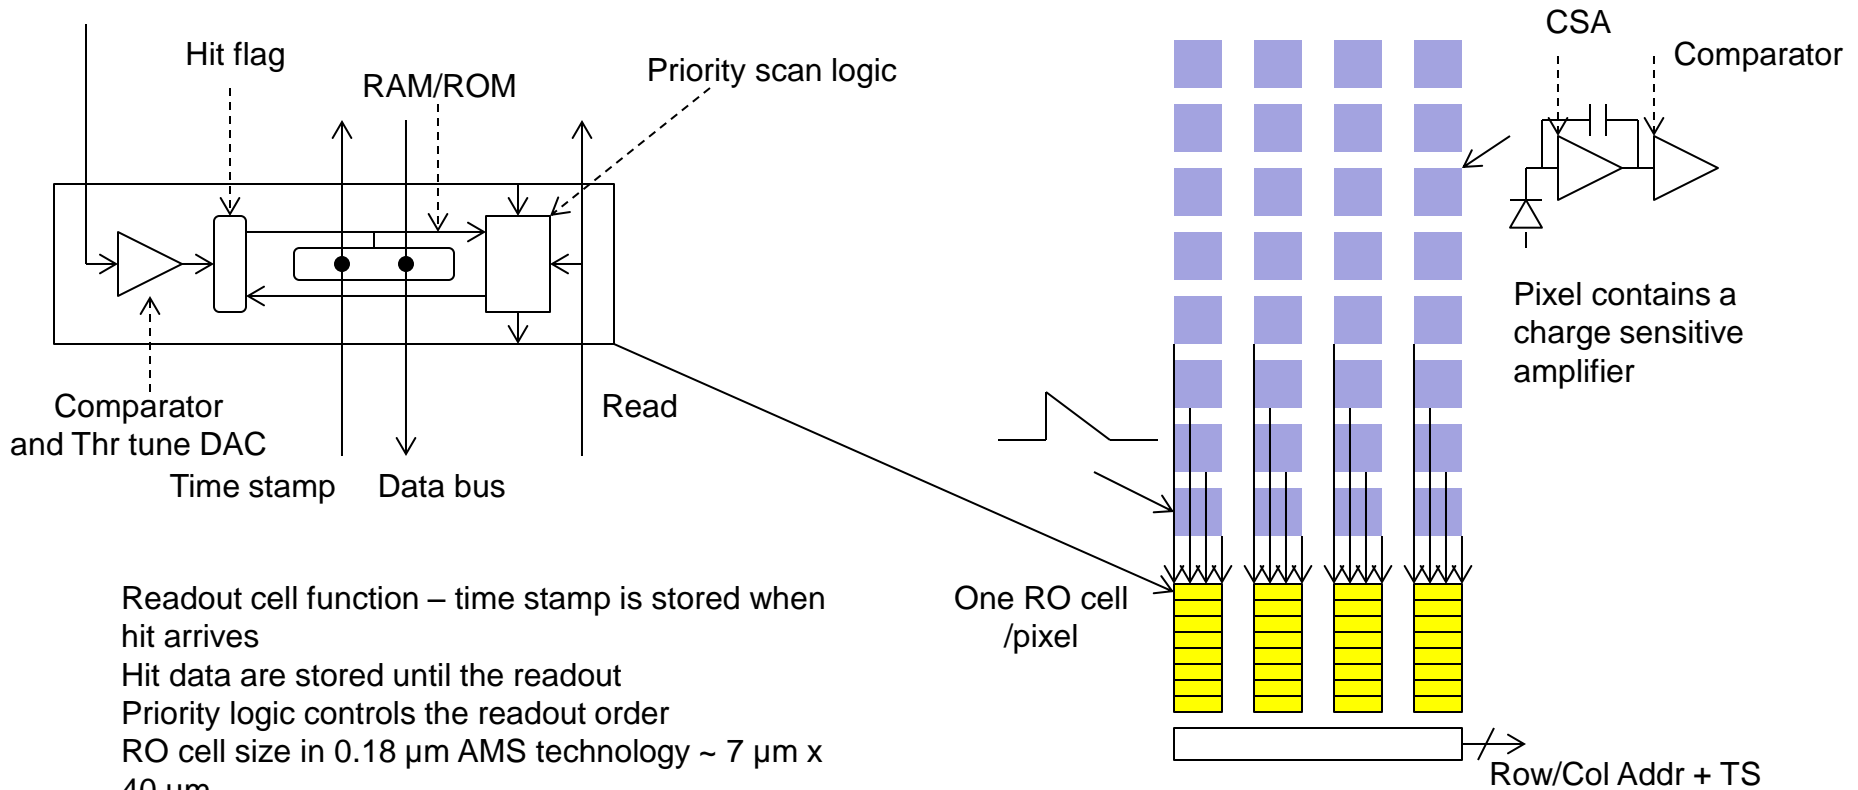 CSA
Hit flag
RAM/ROM
Priority scan logic
Comparator
Pixel contains a
charge sensitive
amplifier
Comparator
and Thr tune DAC
Read
Time stamp
Data bus
Readout cell function – time stamp is stored when
hit arrives
Hit data are stored until the readout
Priority logic controls the readout order
RO cell size in 0.18 µm AMS technology ~ 7 µm x
40 µm
One RO cell
/pixel
Row/Col Addr + TS